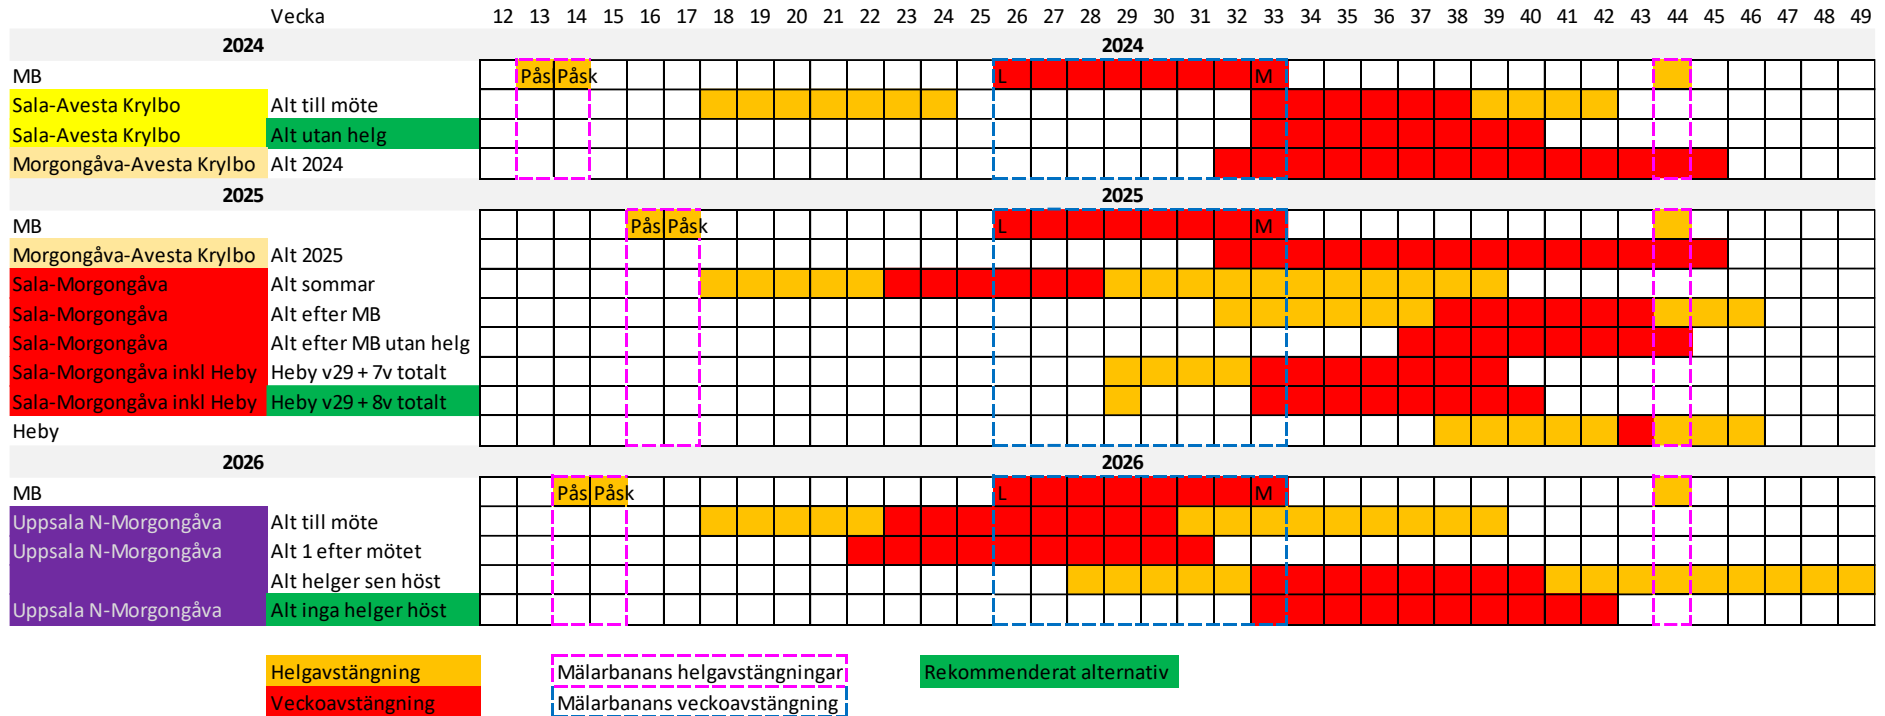 Vecka 12 13 14 15 16 17 18 19 20 21 22 23 24 25 26 27 28 29 30 31 32 33 34 35 36 37 38 39 40 41 42 43 44 45 46 47 48 49
2024 2024
MB Pås Påsk L M
Sala-Avesta Krylbo Alt till möte
Sala-Avesta Krylbo Alt utan helg
Morgongåva-Avesta Krylbo Alt 2024
2025 2025
MB Pås Påsk L M
Morgongåva-Avesta Krylbo Alt 2025
Sala-Morgongåva Alt sommar
Sala-Morgongåva Alt efter MB
Sala-Morgongåva Alt efter MB utan helg
Sala-Morgongåva inkl Heby Heby v29 + 7v totalt
Sala-Morgongåva inkl Heby Heby v29 + 8v totalt
Heby
2026 2026
MB Pås Påsk L M
Uppsala N-Morgongåva Alt till möte
Uppsala N-Morgongåva Alt 1 efter mötet
Alt helger sen höst
Uppsala N-Morgongåva Alt inga helger höst
Helgavstängning Mälarbanans helgavstängningar Rekommenderat alternativ
Veckoavstängning Mälarbanans veckoavstängning